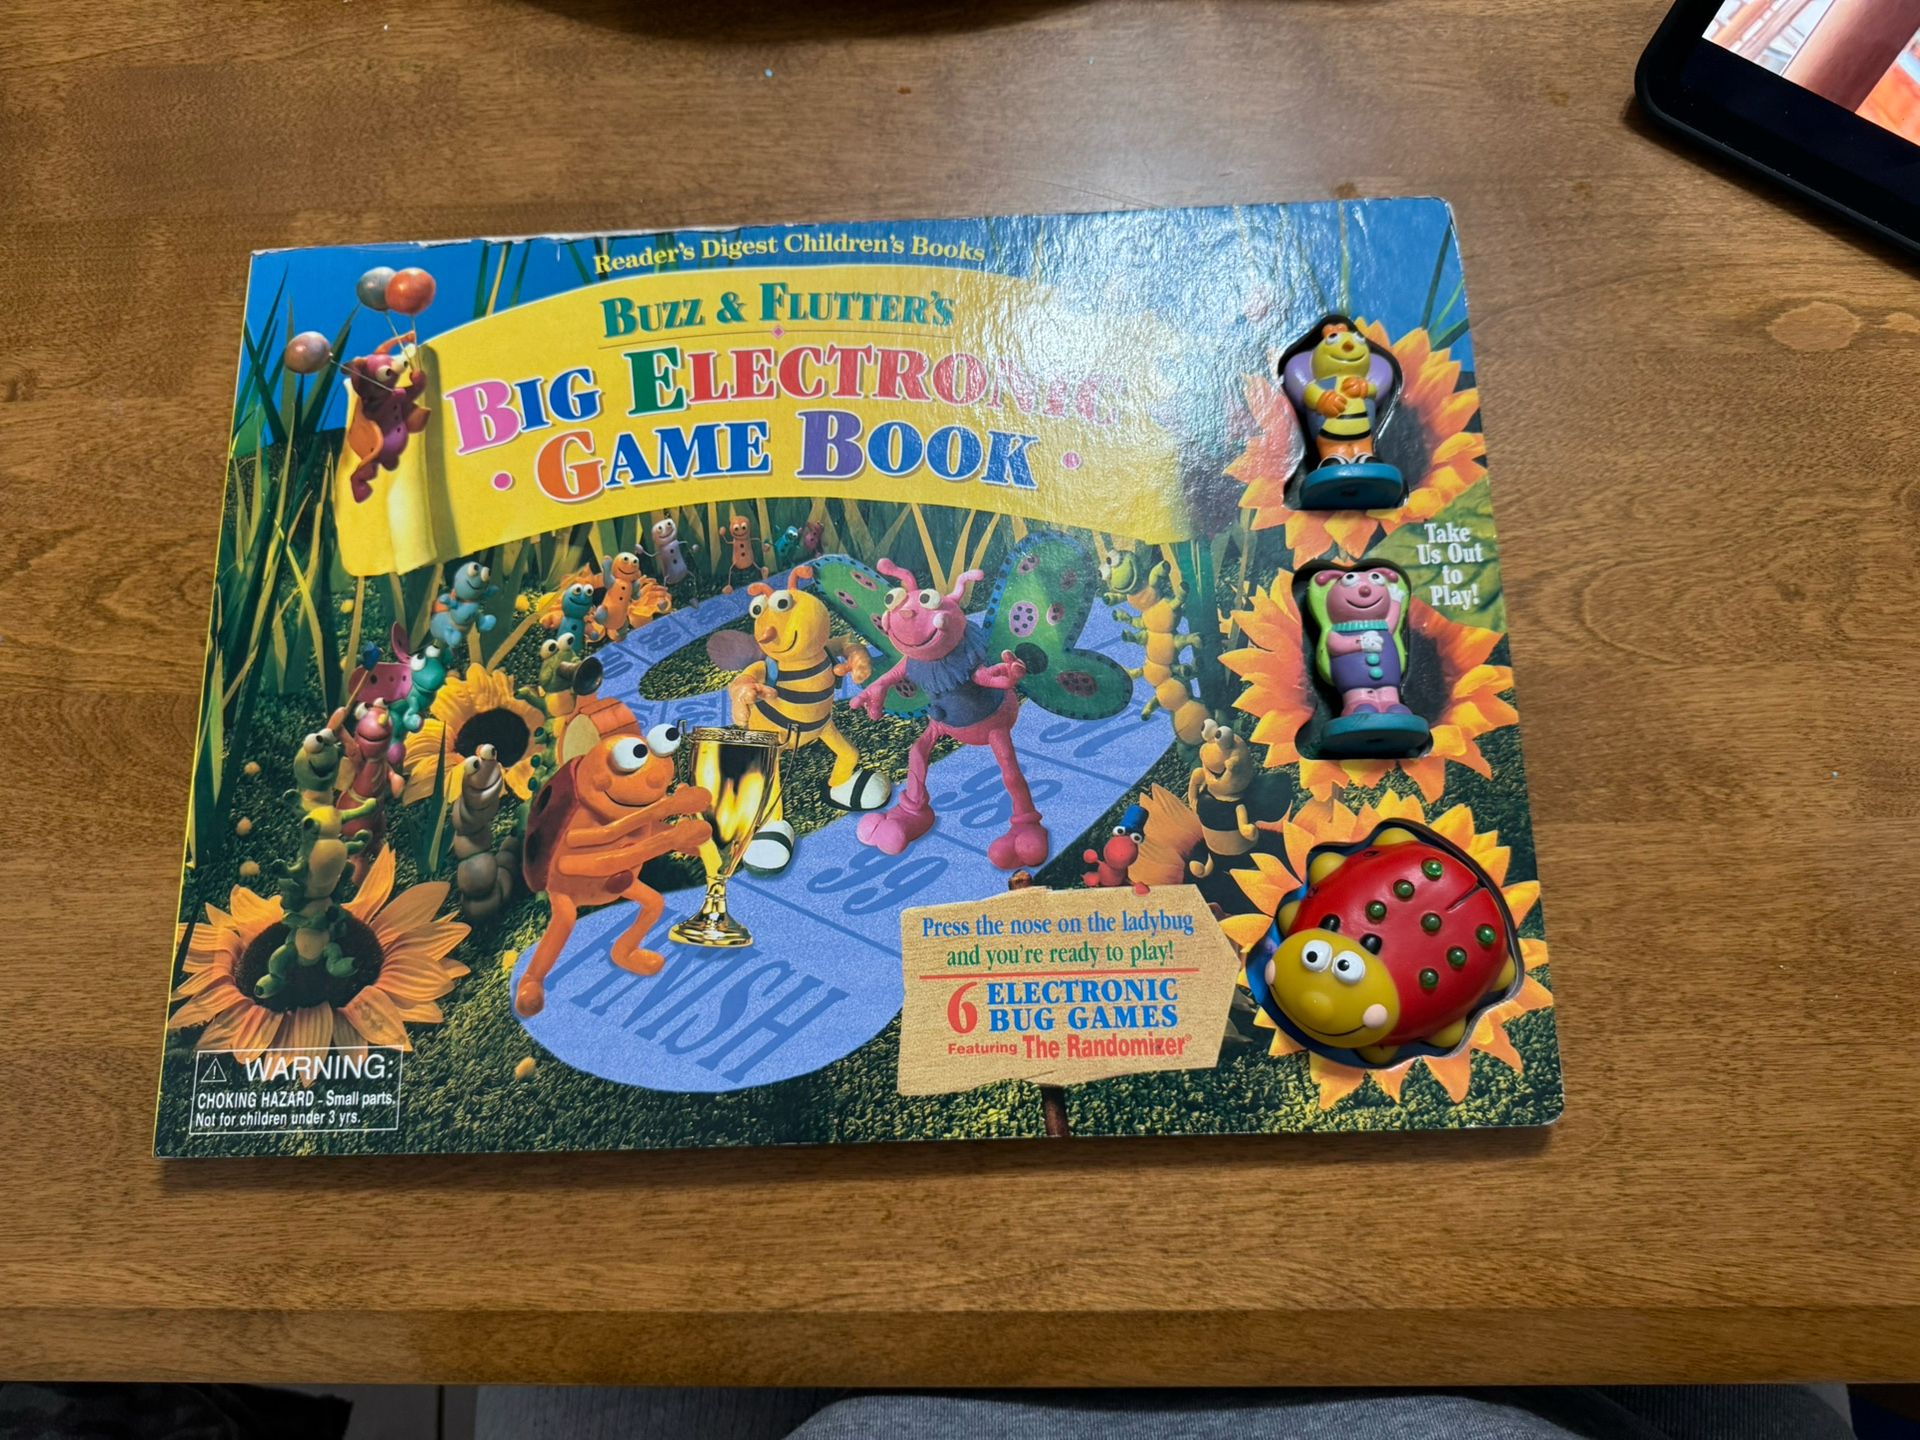 Reader's Digest Children's Books
BUZZ & FLUTTER'S
BIG ELECTRONIC
GAME BOOK
Take
Us Out
to
Play!
98
99
FINISH
Press the nose on the ladybug
and you're ready to play!
6 ELECTRONIC
BUG GAMES
Featuring The Randomizer®
WARNING:
CHOKING HAZARD - Small parts.
Not for children under 3 yrs.